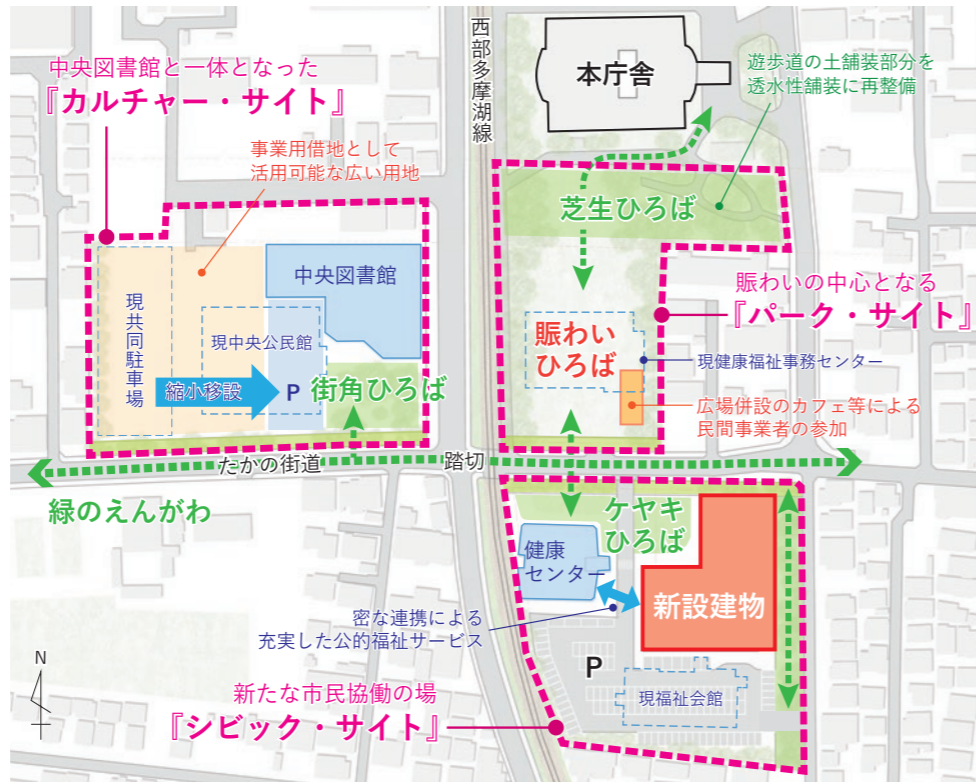 中央図書館と一体となった
『カルチャー・サイト』
事業用借地として
活用可能な広い用地
西部多摩湖線
本庁舎
遊歩道の土舗装部分を
透水性舗装に再整備
芝生ひろば
中央図書館
現共同駐車場
現中央公民館
縮小移設
P
街角ひろば
賑わい
ひろば
賑わいの中心となる
『パーク・サイト』
現健康福祉事務センター
広場併設のカフェ等による
民間事業者の参加
たかの街道
踏切
緑のえんがわ
ケヤキ
ひろば
健康
センター
新設建物
密な連携による
充実した公的福祉サービス
P
現福祉会館
新たな市民協働の場
『シビック・サイト』
N